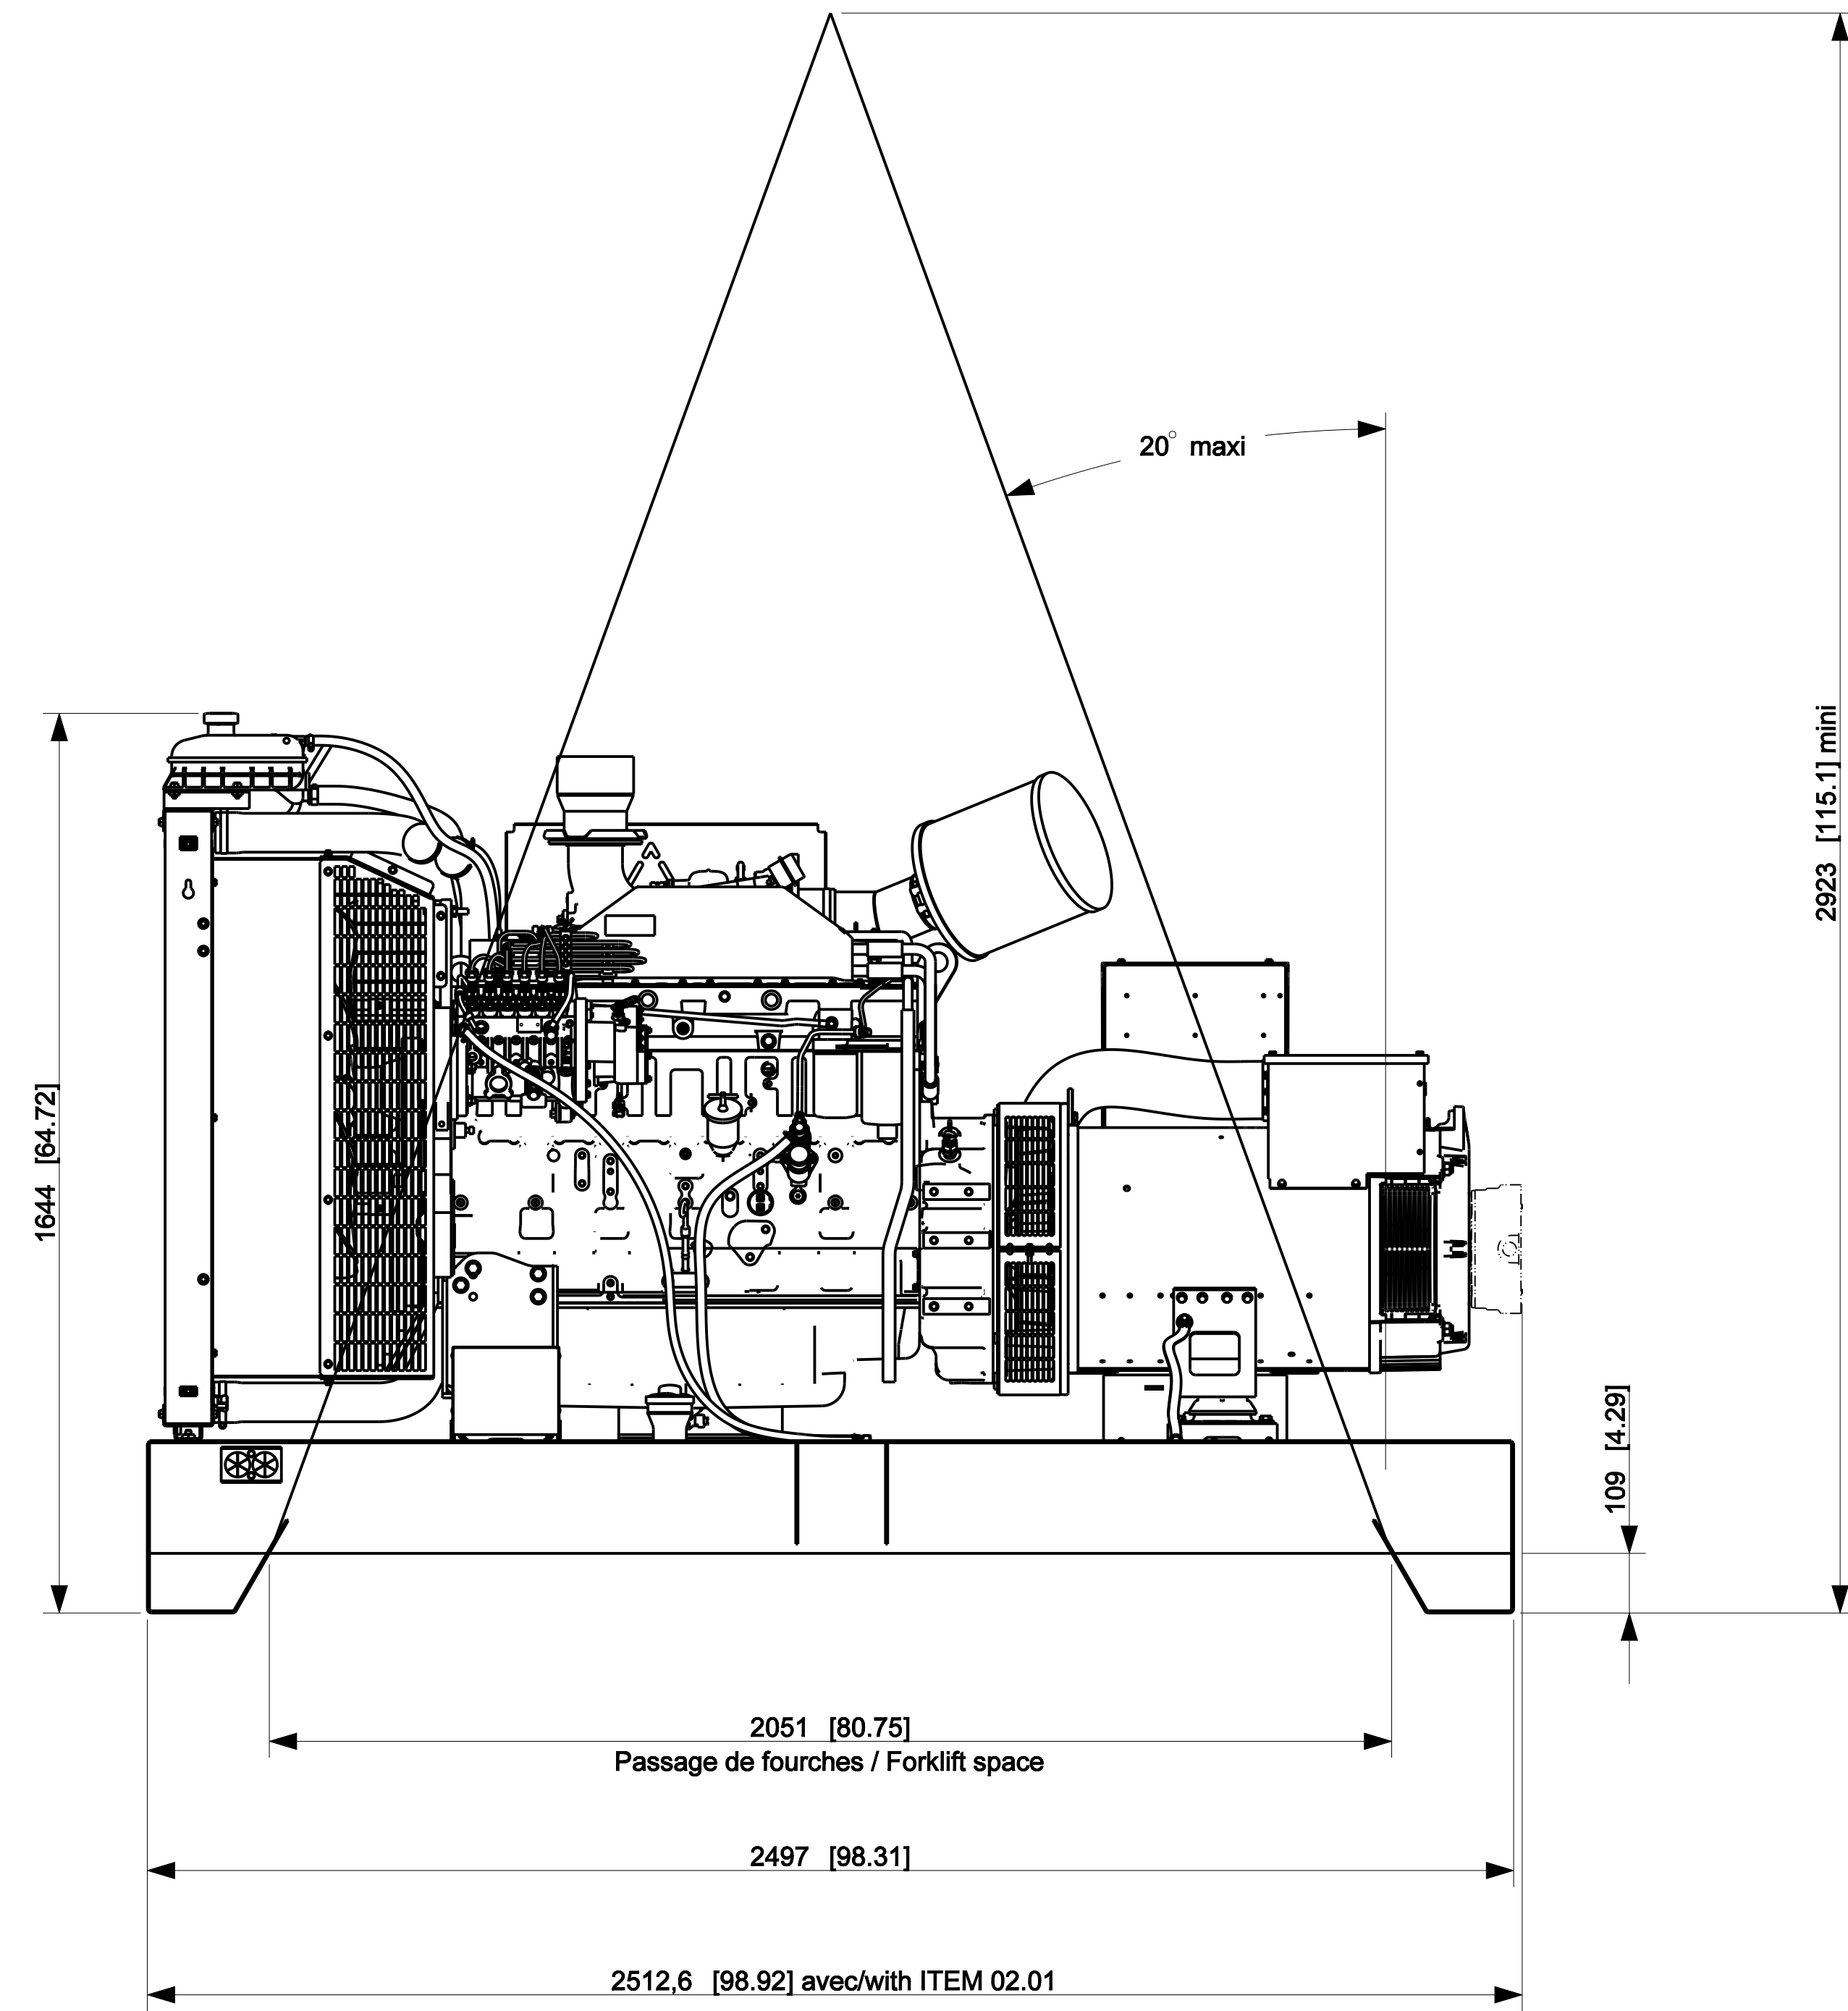 20° maxi
2923 [115.1] mini
1644 [64.72]
109 [4.29]
2051 [80.75]
Passage de fourches / Forklift space
2497 [98.31]
2512,6 [98.92] avec/with ITEM 02.01